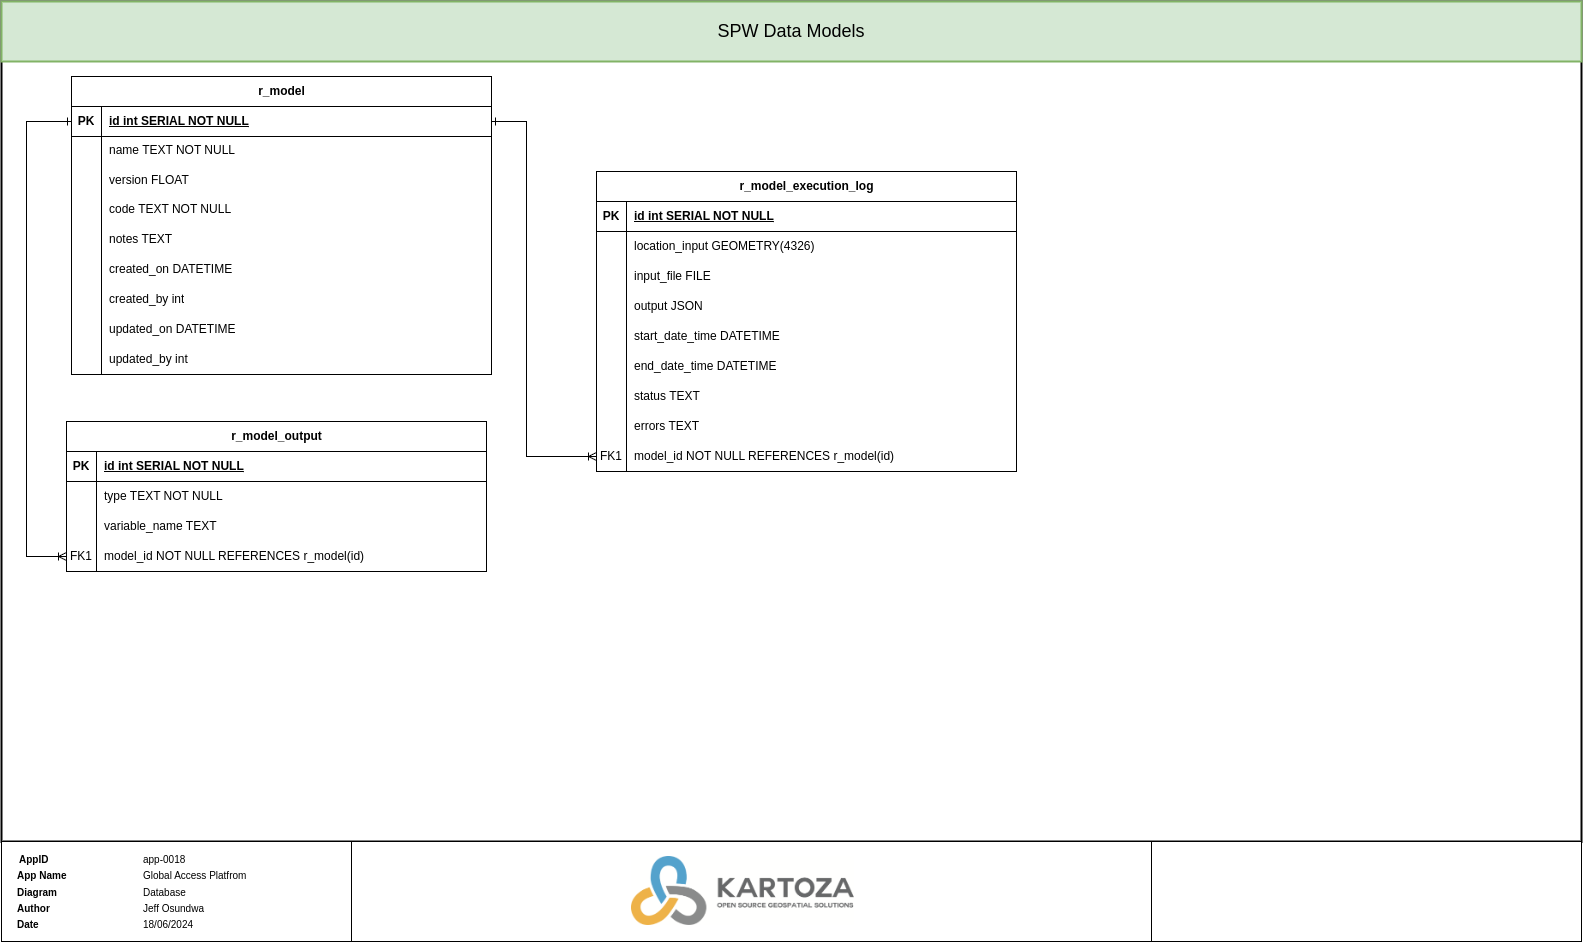 SPW Data Models
r_model
PK id int SERIAL NOT NULL
name TEXT NOT NULL
version FLOAT
code TEXT NOT NULL
notes TEXT
created_on DATETIME
created_by int
updated_on DATETIME
updated_by int
r_model_execution_log
PK id int SERIAL NOT NULL
location_input GEOMETRY(4326)
input_file FILE
output JSON
start_date_time DATETIME
end_date_time DATETIME
status TEXT
errors TEXT
FK1 model_id NOT NULL REFERENCES r_model(id)
r_model_output
PK id int SERIAL NOT NULL
type TEXT NOT NULL
variable_name TEXT
FK1 model_id NOT NULL REFERENCES r_model(id)
AppID app-0018
App Name Global Access Platfrom
Diagram Database
Author Jeff Osundwa
Date 18/06/2024
KARTOZA
OPEN SOURCE GEOSPATIAL SOLUTIONS